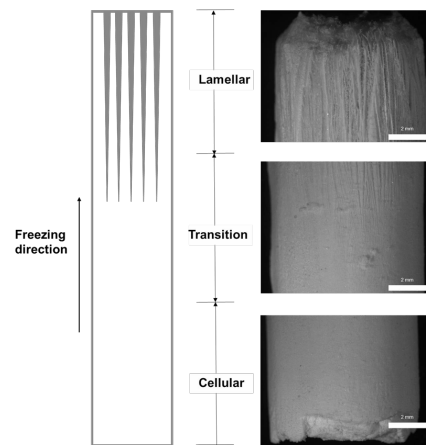 Lamellar
2 mm
Freezing
direction
Transition
2 mm
Cellular
2 mm